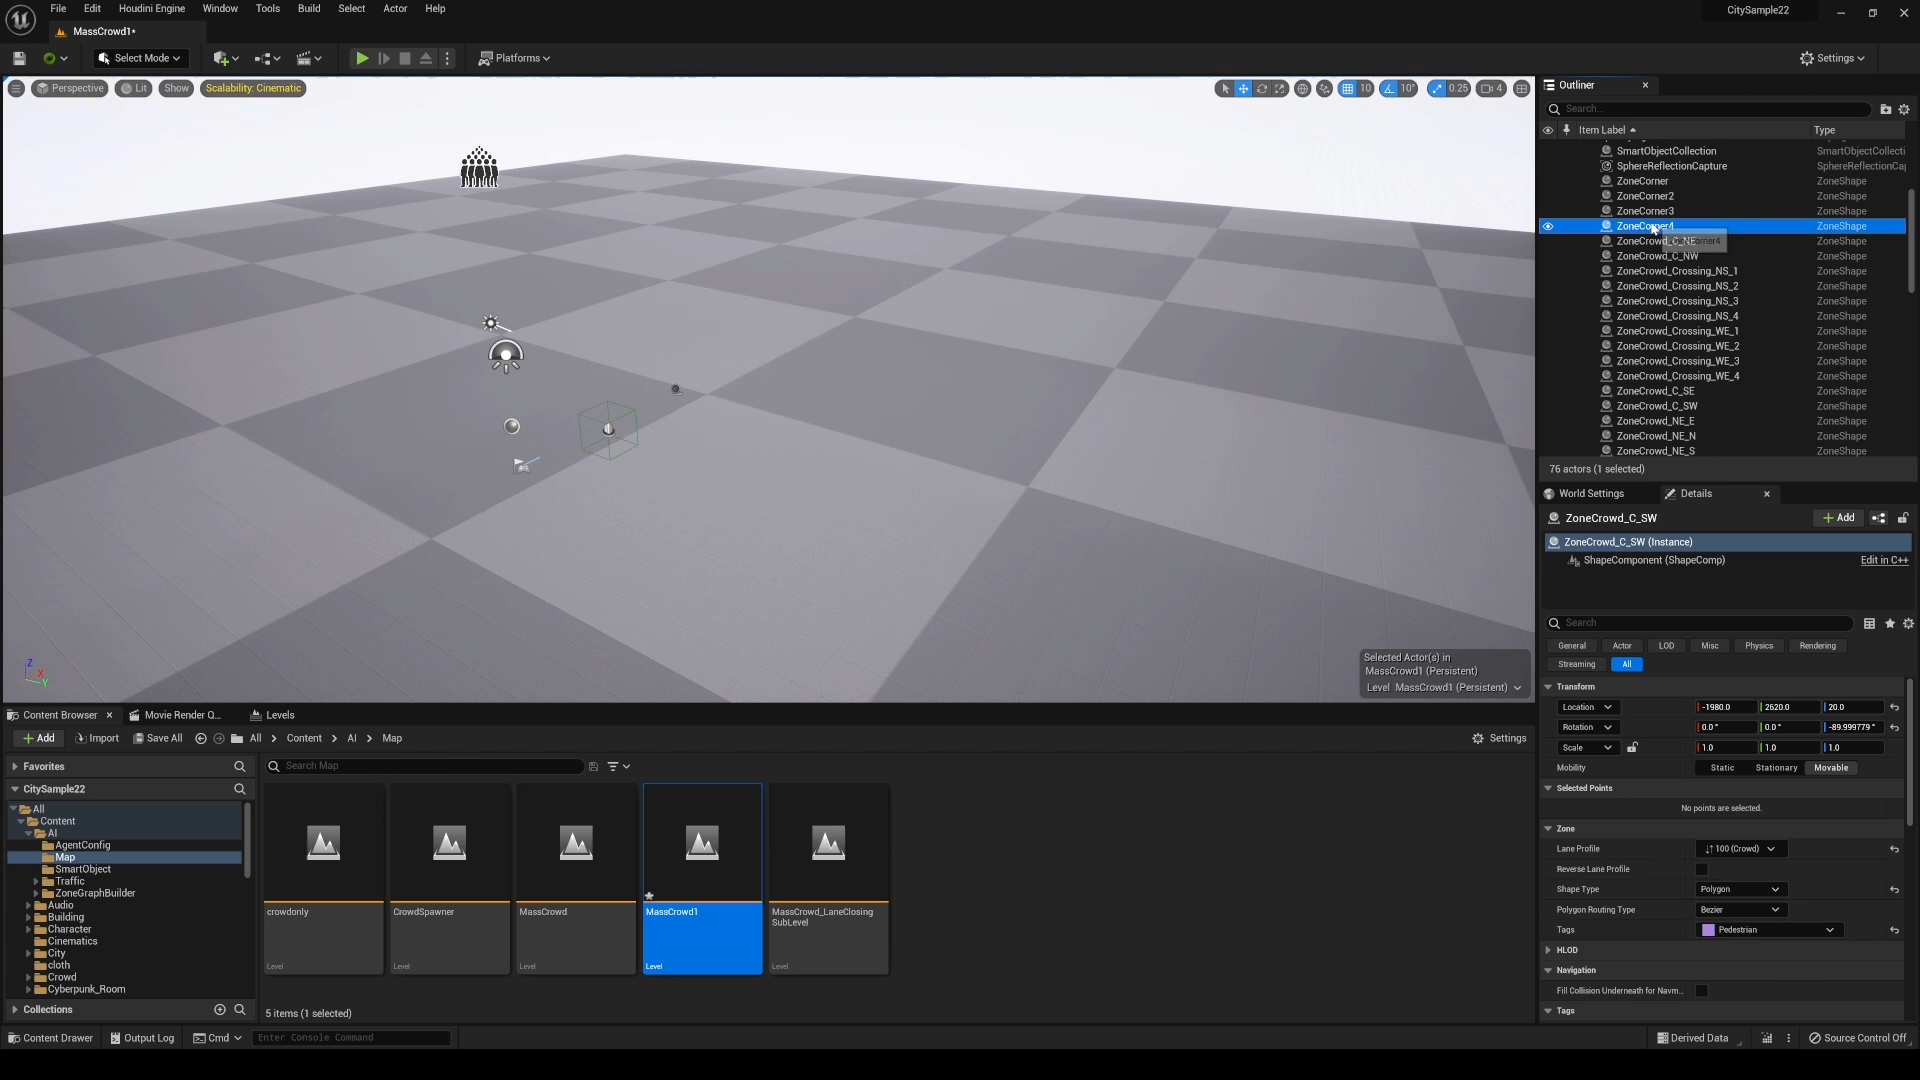 File Edit Houdini Engine Window Tools Build Select Actor Help
CitySample22
MassCrowd1*
Select Mode
Platforms
Settings
Perspective Lit Show Scalability: Cinematic
10 10° 0.25 4
Selected Actor(s) in
MassCrowd1 (Persistent)
Level MassCrowd1 (Persistent)
Z X Y
Outliner
Search...
Item Label Type
SmartObjectCollection SmartObjectCollecti
SphereReflectionCapture SphereReflectionCap
ZoneCorner ZoneShape
ZoneCorner2 ZoneShape
ZoneCorner3 ZoneShape
ZoneCorner4 ZoneShape
ZoneCrowd_C_NE ZoneShape
ZoneCrowd_C_NW ZoneShape
ZoneCrowd_Crossing_NS_1 ZoneShape
ZoneCrowd_Crossing_NS_2 ZoneShape
ZoneCrowd_Crossing_NS_3 ZoneShape
ZoneCrowd_Crossing_NS_4 ZoneShape
ZoneCrowd_Crossing_WE_1 ZoneShape
ZoneCrowd_Crossing_WE_2 ZoneShape
ZoneCrowd_Crossing_WE_3 ZoneShape
ZoneCrowd_Crossing_WE_4 ZoneShape
ZoneCrowd_C_SE ZoneShape
ZoneCrowd_C_SW ZoneShape
ZoneCrowd_NE_E ZoneShape
ZoneCrowd_NE_N ZoneShape
ZoneCrowd_NE_S ZoneShape
76 actors (1 selected)
World Settings Details
ZoneCrowd_C_SW
Add
ZoneCrowd_C_SW (Instance)
ShapeComponent (ShapeComp) Edit in C++
Search
General Actor LOD Misc Physics Rendering
Streaming All
Transform
Location -1980.0 2620.0 20.0
Rotation 0.0 ° 0.0 ° -89.999779 °
Scale 1.0 1.0 1.0
Mobility Static Stationary Movable
Selected Points
No points are selected.
Zone
Lane Profile ↓↑ 100 (Crowd)
Reverse Lane Profile
Shape Type Polygon
Polygon Routing Type Bezier
Tags Pedestrian
HLOD
Navigation
Fill Collision Underneath for Navm...
Tags
Content Browser Movie Render Q... Levels
Add Import Save All All > Content > AI > Map Settings
Favorites
CitySample22
All
Content
AI
AgentConfig
Map
SmartObject
Traffic
ZoneGraphBuilder
Audio
Building
Character
Cinematics
City
cloth
Crowd
Cyberpunk_Room
Collections
Search Map
crowdonly
Level
CrowdSpawner
Level
MassCrowd
Level
MassCrowd1
Level
MassCrowd_LaneClosing
SubLevel
Level
5 items (1 selected)
Content Drawer Output Log Cmd Enter Console Command Derived Data Source Control Off